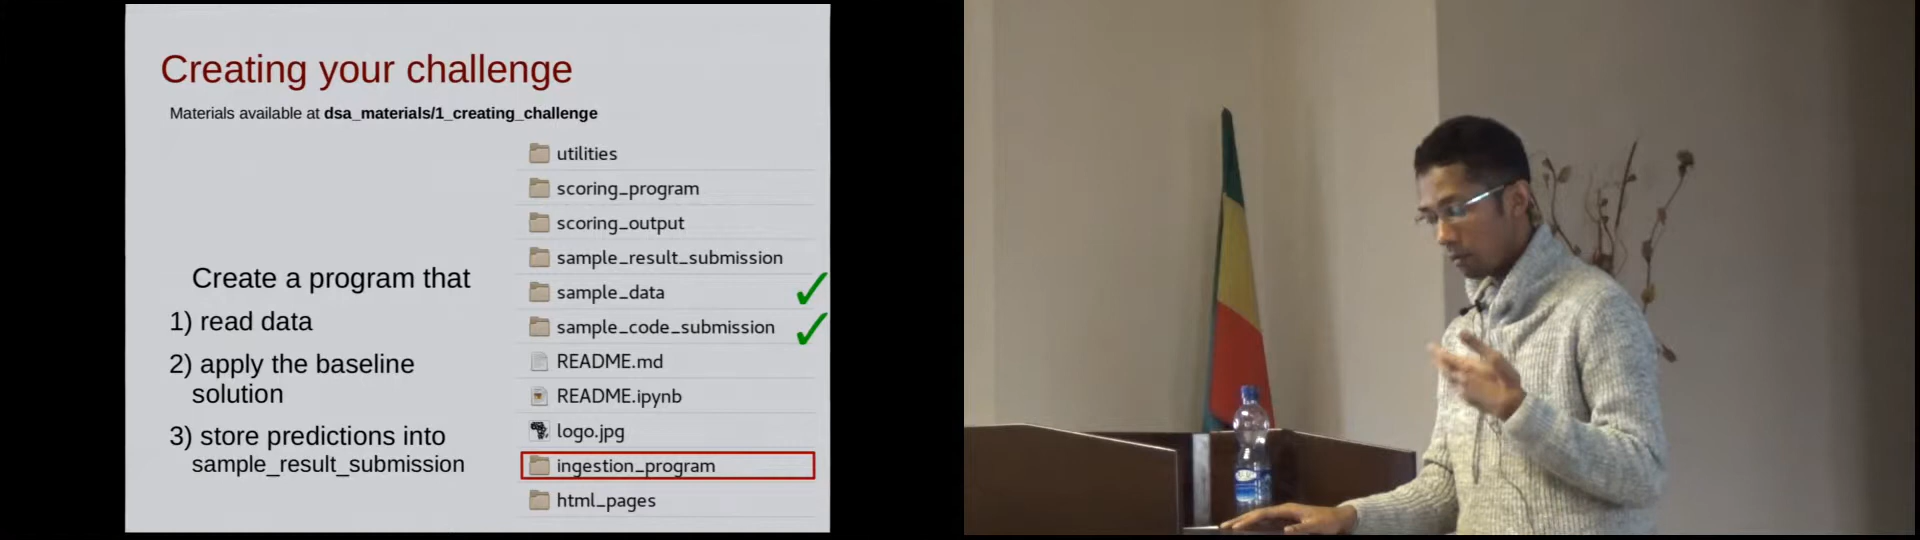 Creating your challenge
Materials available at dsa_materials/1_creating_challenge
Create a program that
1) read data
2) apply the baseline
solution
3) store predictions into
sample_result_submission
utilities
scoring_program
scoring_output
sample_result_submission
sample_data
sample_code_submission
README.md
README.ipynb
logo.jpg
ingestion_program
html_pages